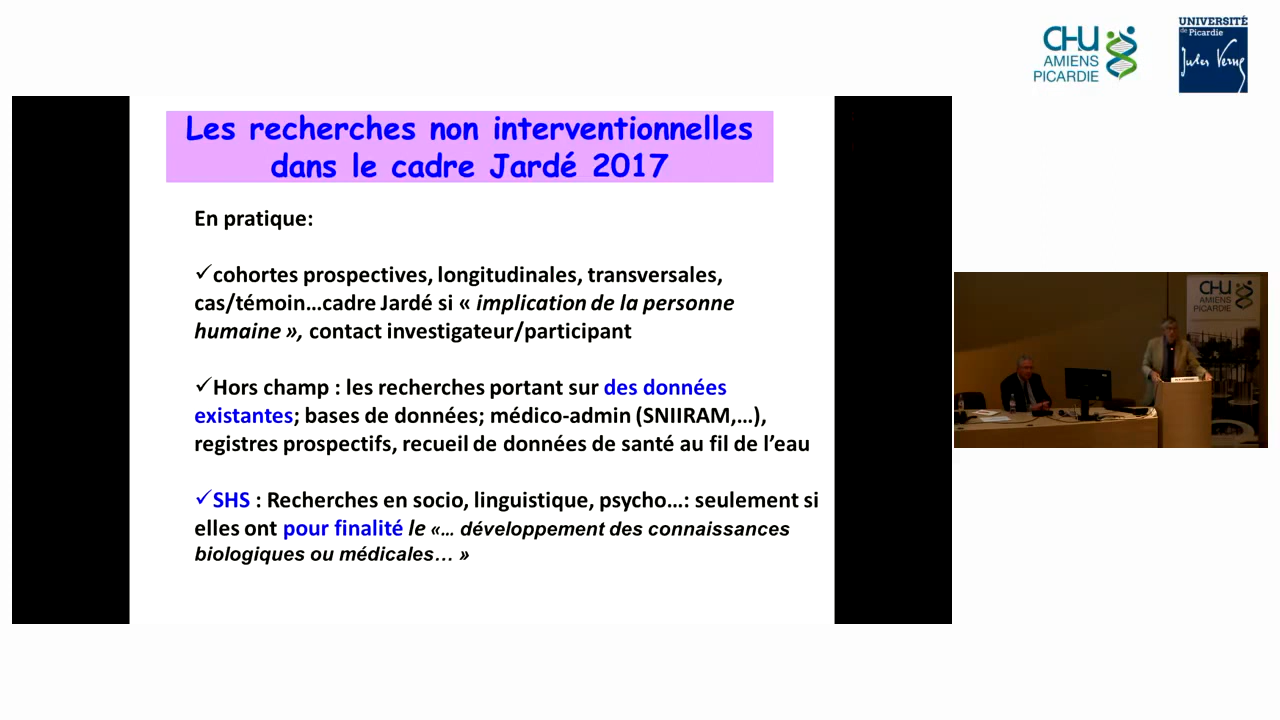 CHU
AMIENS
PICARDIE
UNIVERSITÉ
de Picardie
Jules Verne
Les recherches non interventionnelles
dans le cadre Jardé 2017
En pratique:
✓cohortes prospectives, longitudinales, transversales,
cas/témoin…cadre Jardé si « implication de la personne
humaine », contact investigateur/participant
✓Hors champ : les recherches portant sur des données
existantes; bases de données; médico-admin (SNIIRAM,…),
registres prospectifs, recueil de données de santé au fil de l’eau
✓SHS : Recherches en socio, linguistique, psycho…: seulement si
elles ont pour finalité le «… développement des connaissances
biologiques ou médicales… »
CHU
AMIENS
PICARDIE